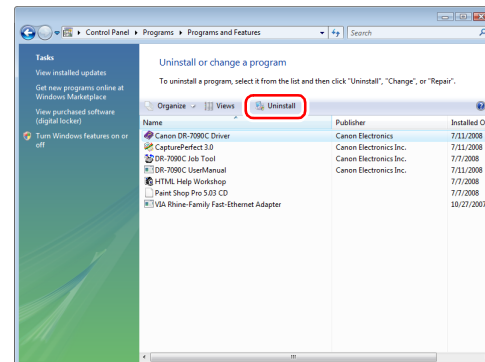 Control Panel ▸ Programs ▸ Programs and Features
Search
Tasks
View installed updates
Get new programs online at
Windows Marketplace
View purchased software
(digital locker)
Turn Windows features on or
off
Uninstall or change a program
To uninstall a program, select it from the list and then click "Uninstall", "Change", or "Repair".
Organize Views Uninstall
Name Publisher Installed O
Canon DR-7090C Driver Canon Electronics 7/11/2008
CapturePerfect 3.0 Canon Electronics Inc. 7/11/2008
DR-7090C Job Tool Canon Electronics Inc. 7/7/2008
DR-7090C UserManual Canon Electronics Inc. 7/11/2008
HTML Help Workshop 7/7/2008
Paint Shop Pro 5.03 CD 7/7/2008
VIA Rhine-Family Fast-Ethernet Adapter 10/27/2007